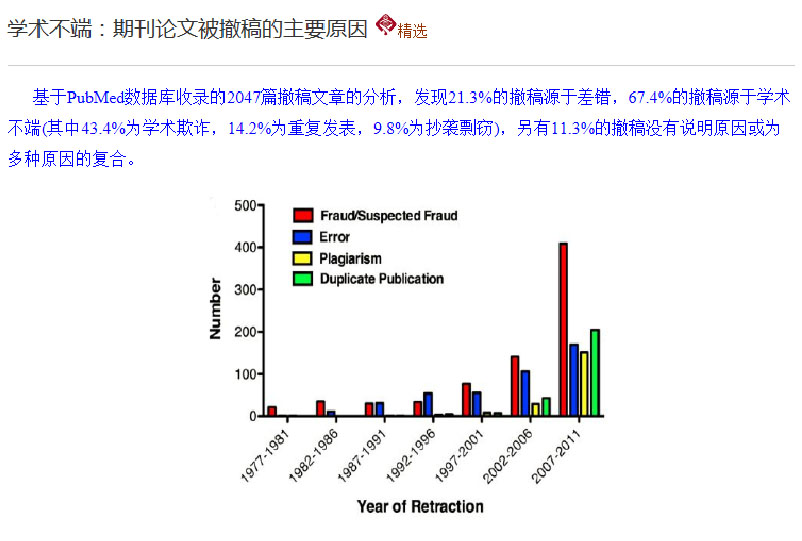 学术不端：期刊论文被撤稿的主要原因 精选
基于PubMed数据库收录的2047篇撤稿文章的分析，发现21.3%的撤稿源于差错，67.4%的撤稿源于学术
不端(其中43.4%为学术欺诈，14.2%为重复发表，9.8%为抄袭剽窃)，另有11.3%的撤稿没有说明原因或为
多种原因的复合。
500
400
300
200
100
0
Number
Fraud/Suspected Fraud
Error
Plagiarism
Duplicate Publication
1977-1981
1982-1986
1987-1991
1992-1996
1997-2001
2002-2006
2007-2011
Year of Retraction